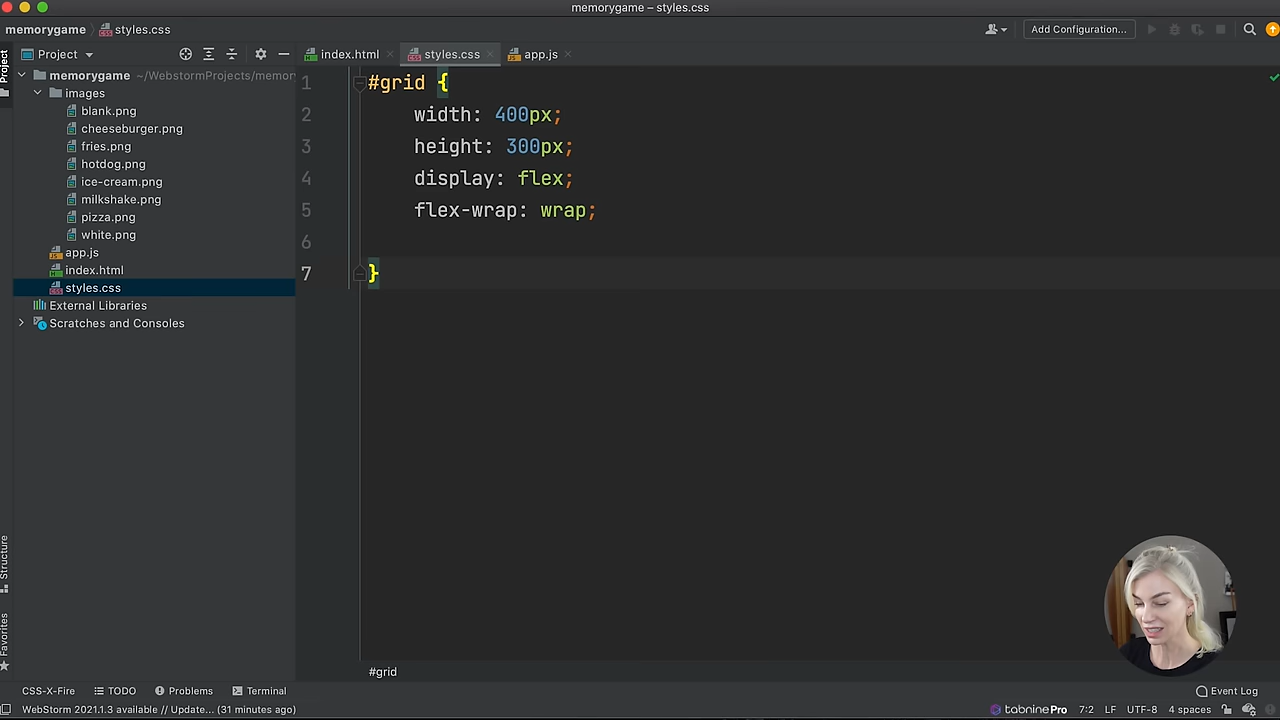 memorygame – styles.css
memorygame
styles.css
Add Configuration...
Project
Project
index.html
styles.css
app.js
memorygame ~/WebstormProjects/memor
images
blank.png
cheeseburger.png
fries.png
hotdog.png
ice-cream.png
milkshake.png
pizza.png
white.png
app.js
index.html
styles.css
External Libraries
Scratches and Consoles
1 #grid {
2 width: 400px;
3 height: 300px;
4 display: flex;
5 flex-wrap: wrap;
6
7 }
Structure
Favorites
#grid
CSS-X-Fire
TODO
Problems
Terminal
Event Log
WebStorm 2021.1.3 available // Update... (31 minutes ago)
tabninePro
7:2
LF
UTF-8
4 spaces